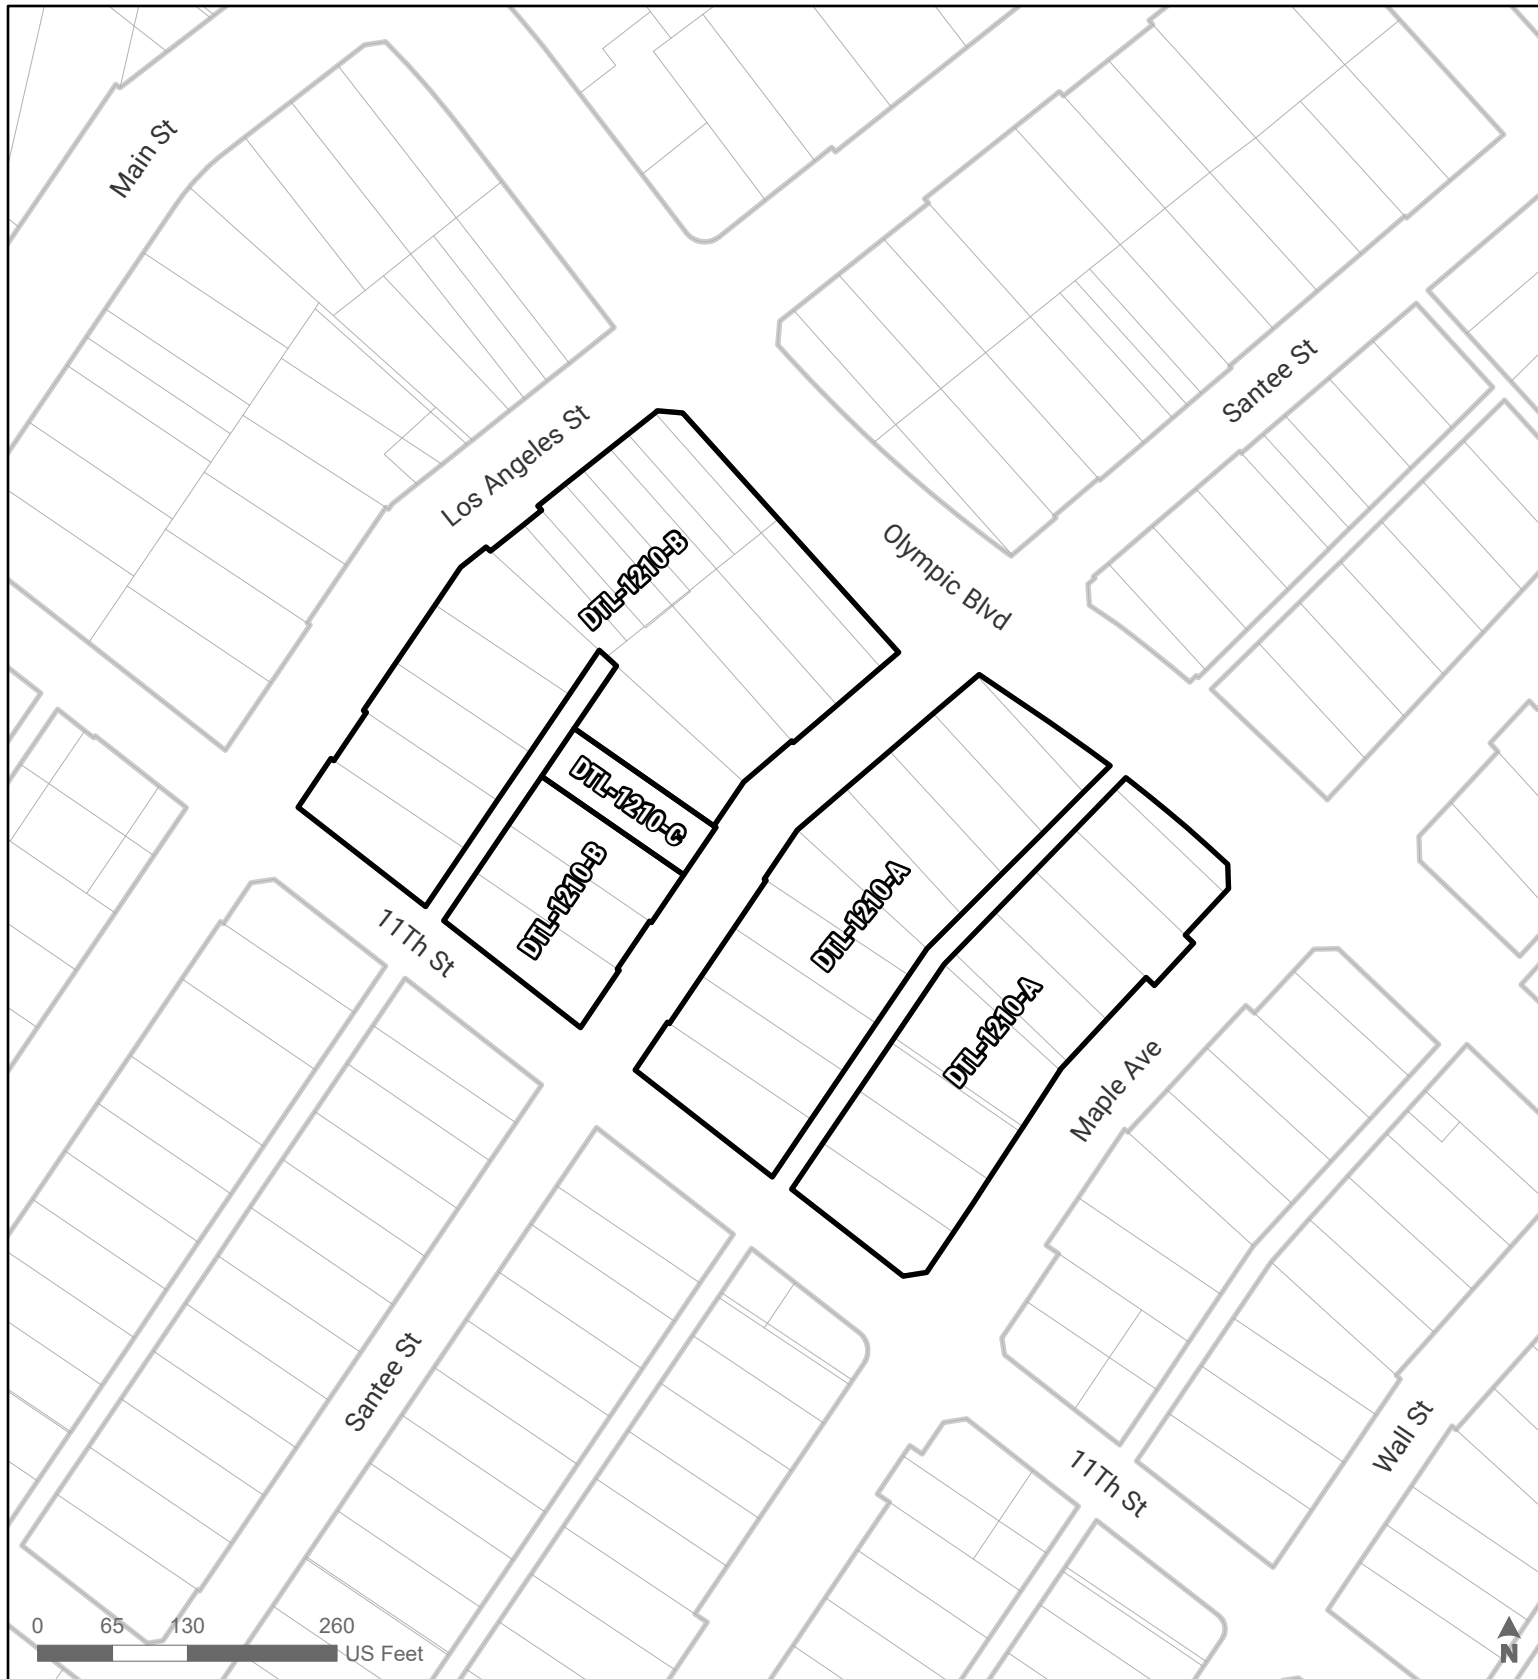 Main St
Santee St
Los Angeles St
Olympic Blvd
DTL-1210-B
DTL-1210-C
DTL-1210-B
DTL-1210-A
DTL-1210-A
11Th St
Maple Ave
Santee St
Wall St
11Th St
0 65 130 260
US Feet
N